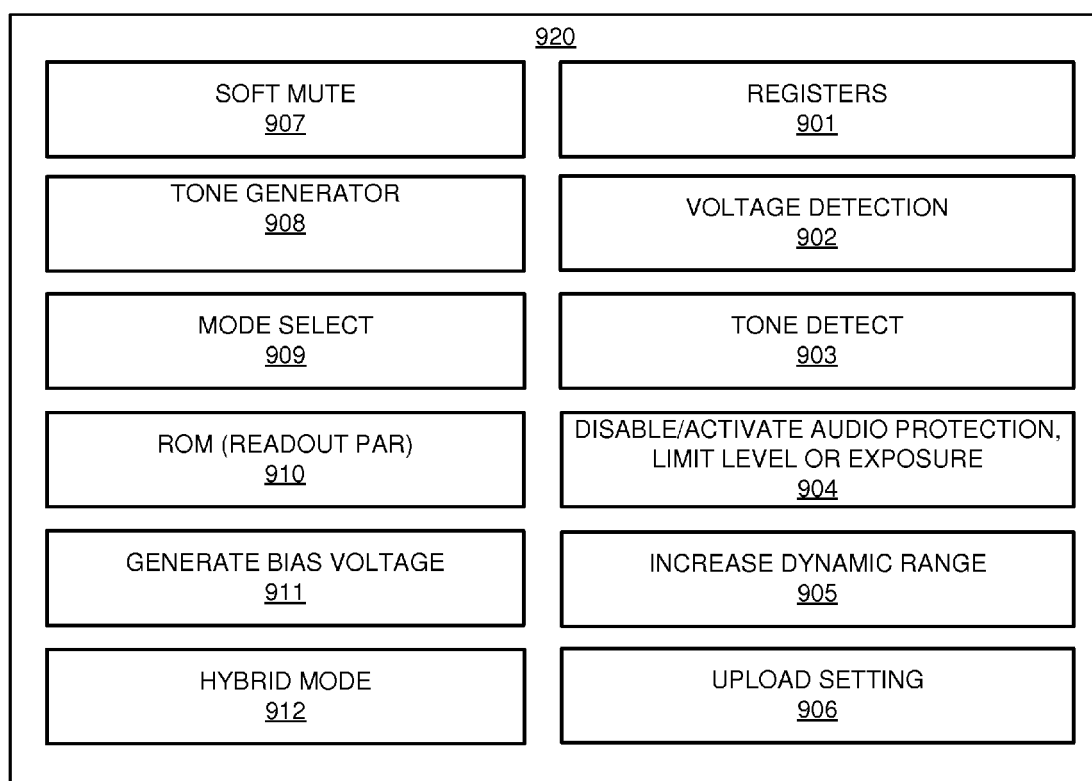 920
SOFT MUTE
907
REGISTERS
901
TONE GENERATOR
908
VOLTAGE DETECTION
902
MODE SELECT
909
TONE DETECT
903
ROM (READOUT PAR)
910
DISABLE/ACTIVATE AUDIO PROTECTION,
LIMIT LEVEL OR EXPOSURE
904
GENERATE BIAS VOLTAGE
911
INCREASE DYNAMIC RANGE
905
HYBRID MODE
912
UPLOAD SETTING
906